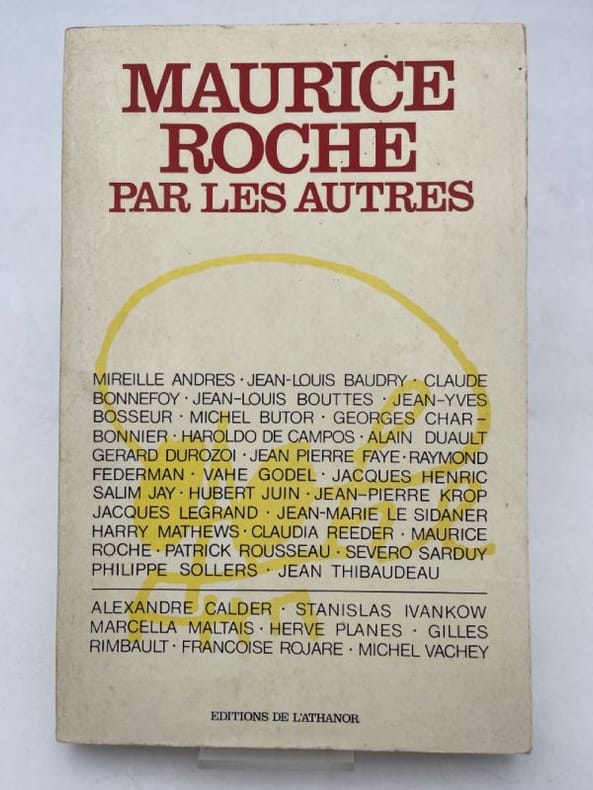 MAURICE
ROCHE
PAR LES AUTRES
MIREILLE ANDRES · JEAN-LOUIS BAUDRY · CLAUDE
BONNEFOY · JEAN-LOUIS BOUTTES · JEAN-YVES
BOSSEUR · MICHEL BUTOR · GEORGES CHAR-
BONNIER · HAROLDO DE CAMPOS · ALAIN DUAULT
GERARD DUROZOI · JEAN PIERRE FAYE · RAYMOND
FEDERMAN · VAHE GODEL · JACQUES HENRIC
SALIM JAY · HUBERT JUIN · JEAN-PIERRE KROP
JACQUES LEGRAND · JEAN-MARIE LE SIDANER
HARRY MATHEWS · CLAUDIA REEDER · MAURICE
ROCHE · PATRICK ROUSSEAU · SEVERO SARDUY
PHILIPPE SOLLERS · JEAN THIBAUDEAU
ALEXANDRE CALDER · STANISLAS IVANKOW
MARCELLA MALTAIS · HERVE PLANES · GILLES
RIMBAULT · FRANCOISE ROJARE · MICHEL VACHEY
EDITIONS DE L'ATHANOR